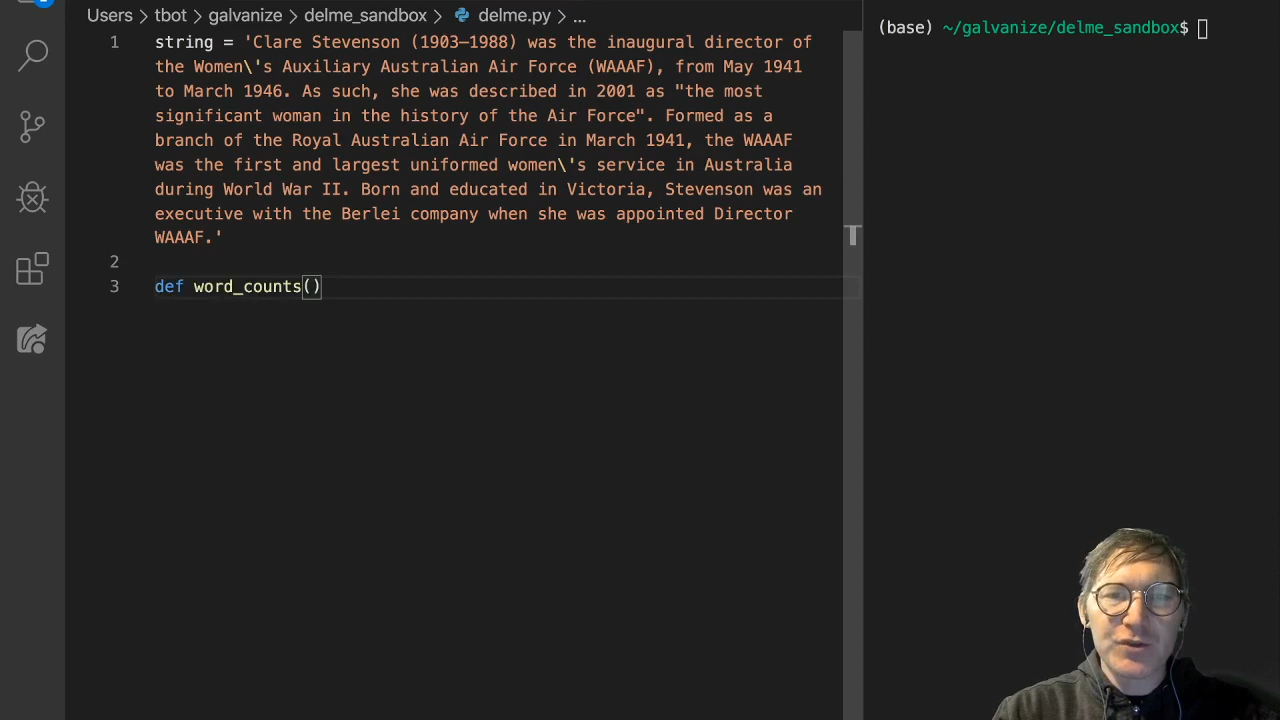 Users > tbot > galvanize > delme_sandbox > delme.py > ...
1 string = 'Clare Stevenson (1903–1988) was the inaugural director of
the Women\'s Auxiliary Australian Air Force (WAAAF), from May 1941
to March 1946. As such, she was described in 2001 as "the most
significant woman in the history of the Air Force". Formed as a
branch of the Royal Australian Air Force in March 1941, the WAAAF
was the first and largest uniformed women\'s service in Australia
during World War II. Born and educated in Victoria, Stevenson was an
executive with the Berlei company when she was appointed Director
WAAAF.'
2
3 def word_counts()
(base) ~/galvanize/delme_sandbox$